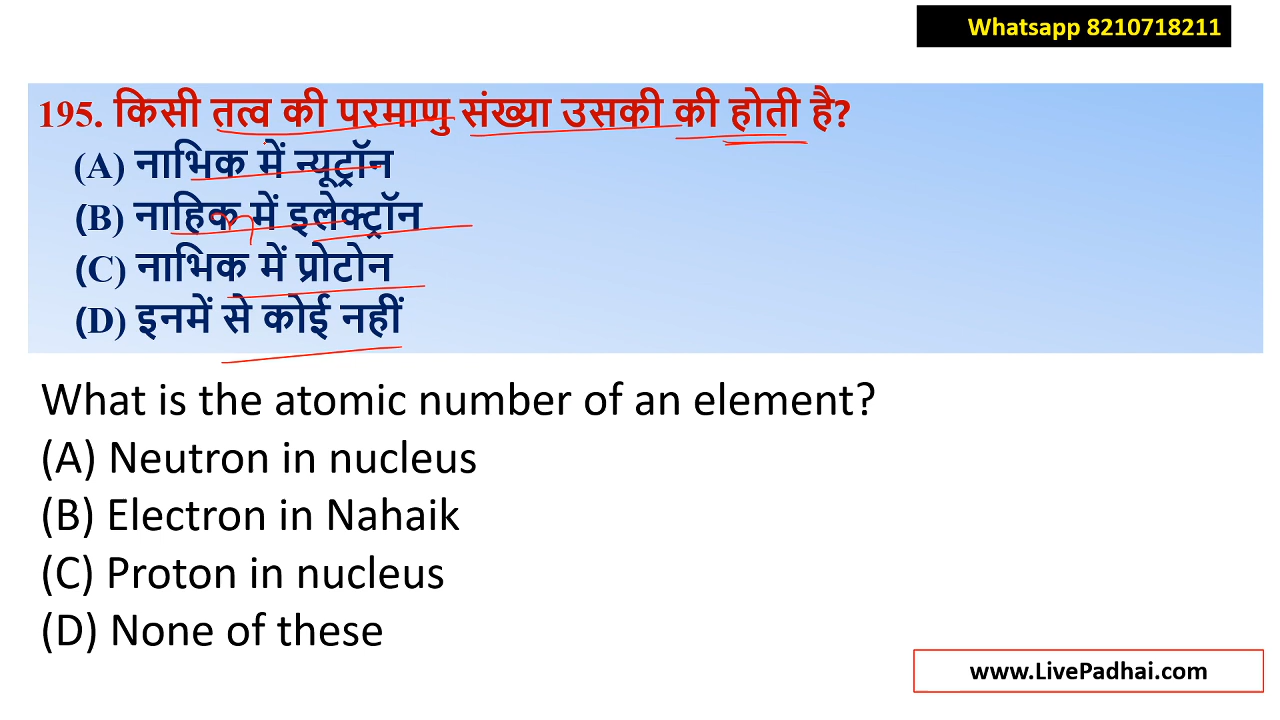 Whatsapp 8210718211
195. किसी तत्व की परमाणु संख्या उसकी की होती है?
(A) नाभिक में न्यूट्रॉन
(B) नाहिक में इलेक्ट्रॉन
(C) नाभिक में प्रोटोन
(D) इनमें से कोई नहीं
What is the atomic number of an element?
(A) Neutron in nucleus
(B) Electron in Nahaik
(C) Proton in nucleus
(D) None of these
www.LivePadhai.com